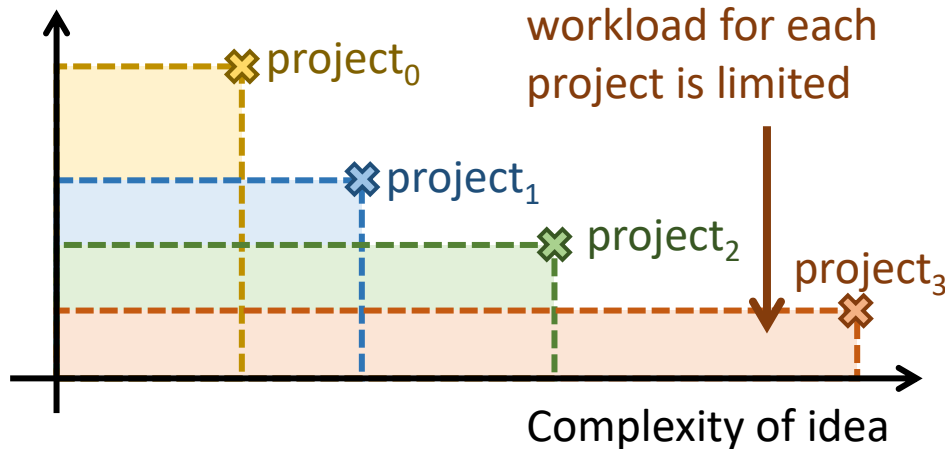 workload for each
project is limited
project₀
project₁
project₂
project₃
Complexity of idea